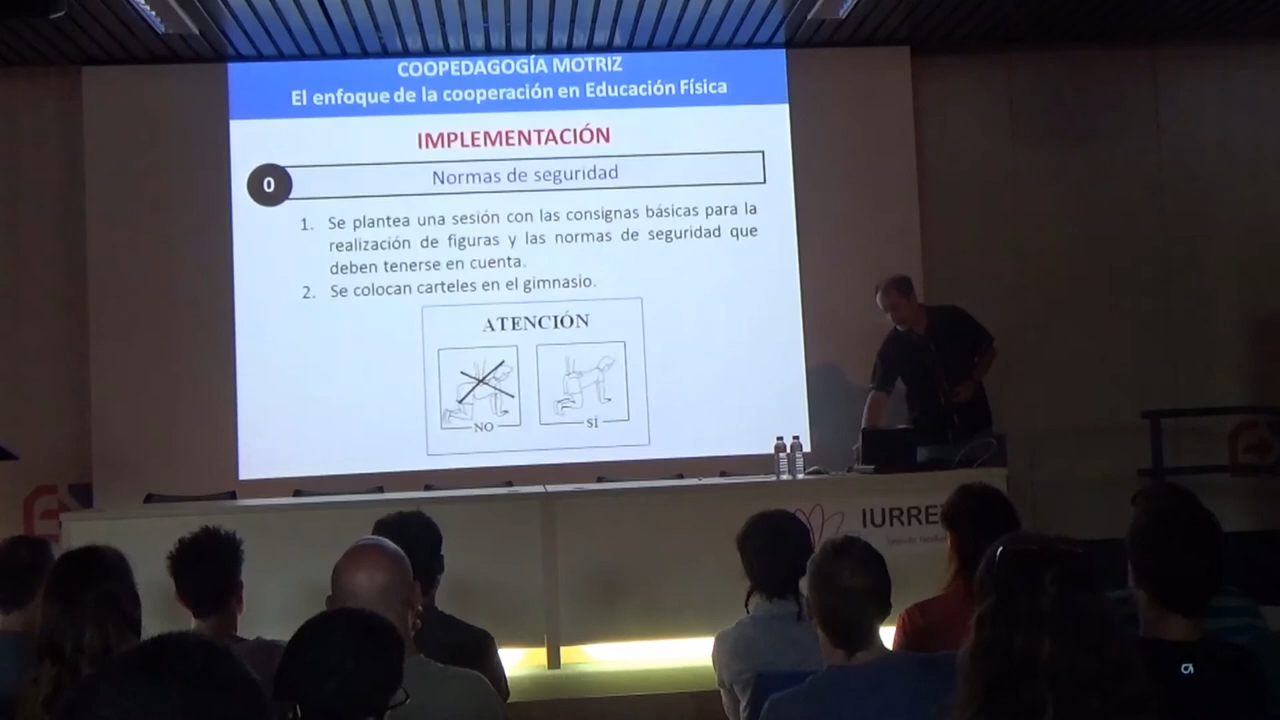 COOPEDAGOGÍA MOTRIZ
El enfoque de la cooperación en Educación Física
IMPLEMENTACIÓN
0
Normas de seguridad
1. Se plantea una sesión con las consignas básicas para la
realización de figuras y las normas de seguridad que
deben tenerse en cuenta.
2. Se colocan carteles en el gimnasio.
ATENCIÓN
NO
SÍ
IURRE